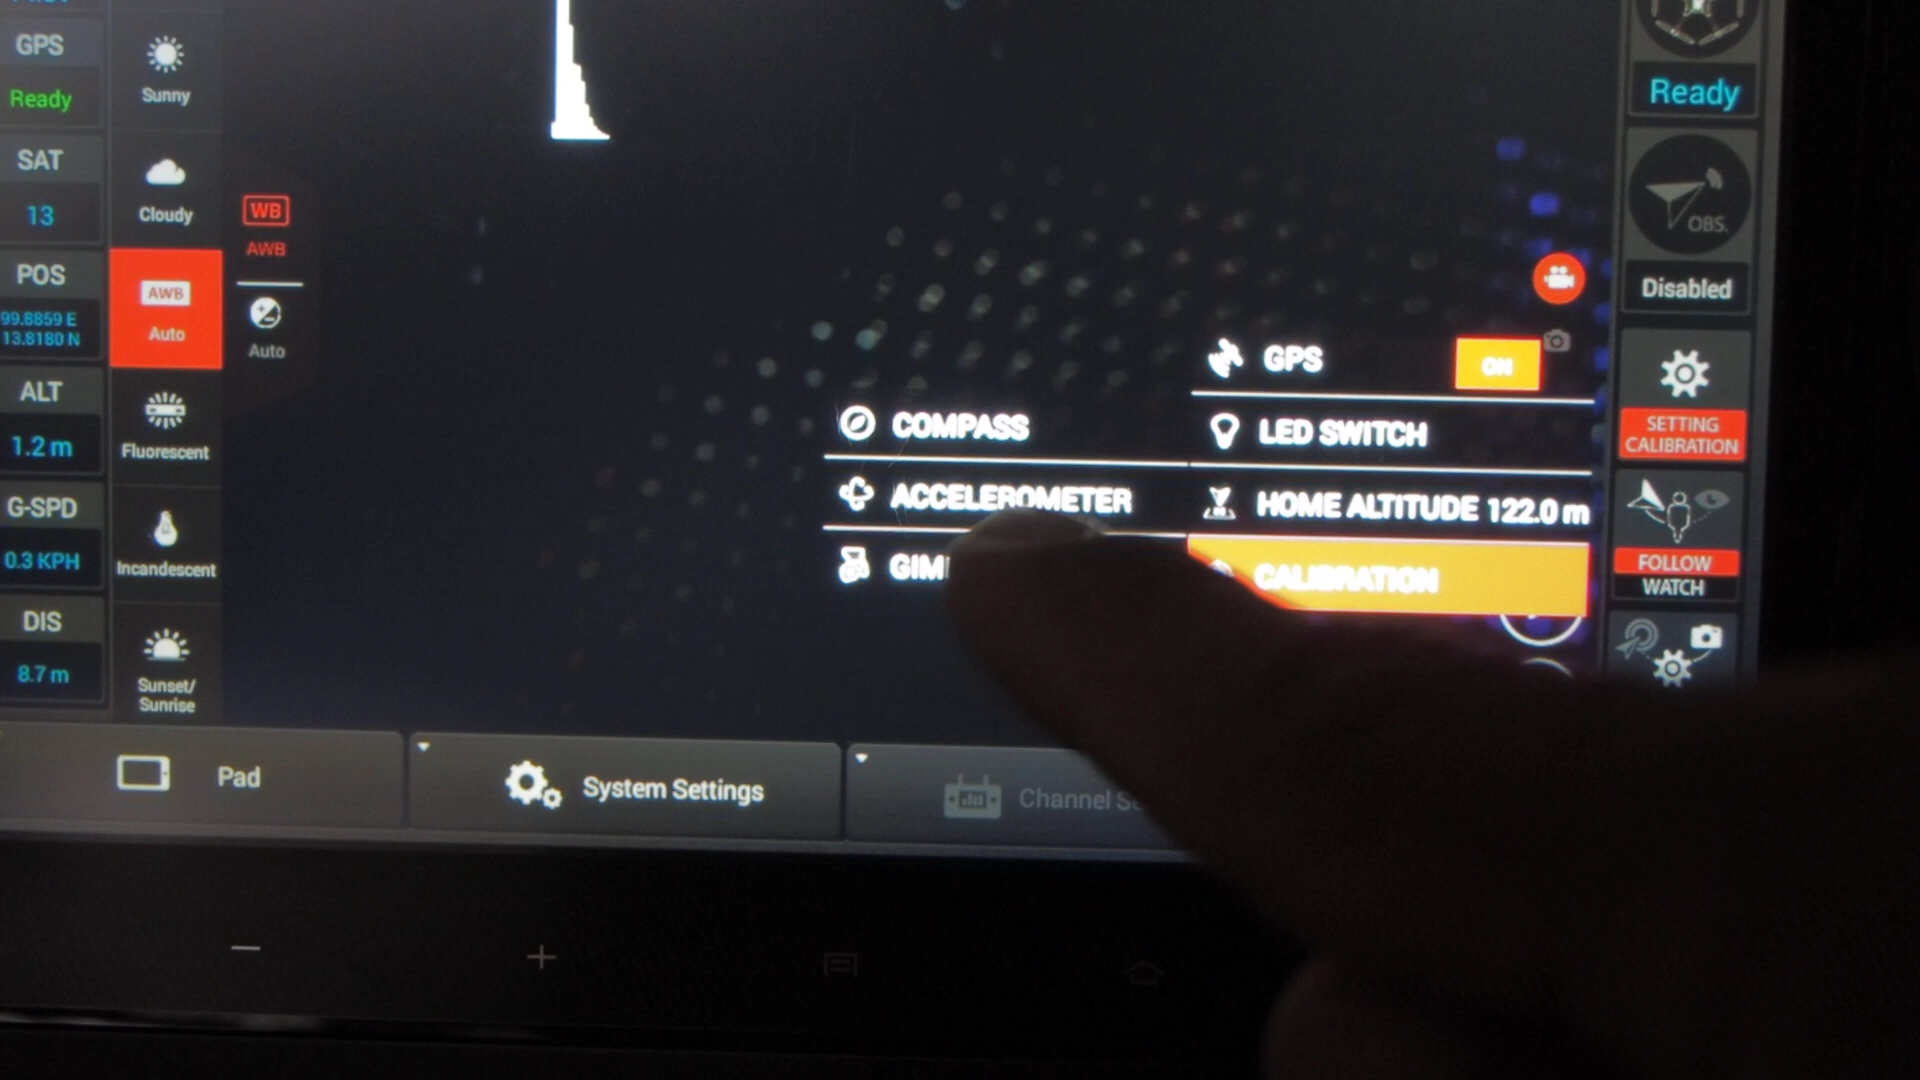 GPS
Ready
SAT
13
POS
99.8859 E
13.8180 N
ALT
1.2 m
G-SPD
0.3 KPH
DIS
8.7 m
Sunny
Cloudy
AWB
Auto
Fluorescent
Incandescent
Sunset/
Sunrise
WB
AWB
Auto
COMPASS
ACCELEROMETER
GPS
ON
LED SWITCH
HOME ALTITUDE 122.0 m
CALIBRATION
Ready
OBS.
Disabled
SETTING
CALIBRATION
FOLLOW
WATCH
Pad
System Settings
Channel